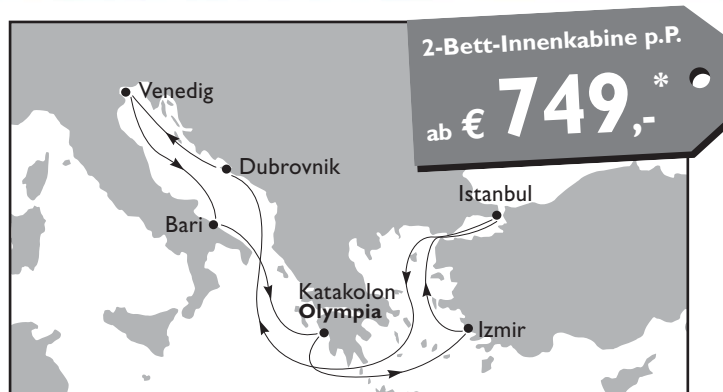 2-Bett-Innenkabine p.P.
ab € 749,-*
Venedig
Dubrovnik
Istanbul
Bari
Katakolon
Olympia
Izmir